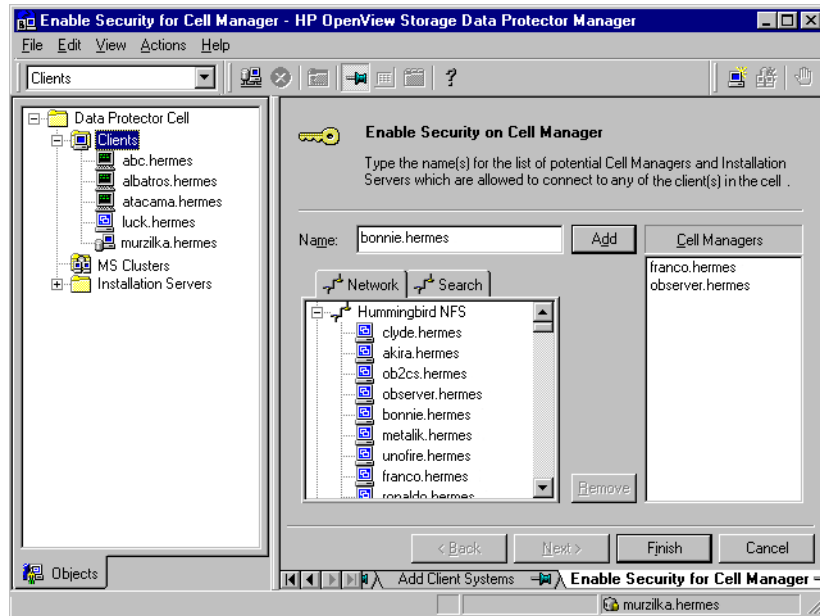 Enable Security for Cell Manager - HP OpenView Storage Data Protector Manager
File Edit View Actions Help
Clients
?
Data Protector Cell
Clients
abc.hermes
albatros.hermes
atacama.hermes
luck.hermes
murzilka.hermes
MS Clusters
Installation Servers
Objects
Enable Security on Cell Manager
Type the name(s) for the list of potential Cell Managers and Installation
Servers which are allowed to connect to any of the client(s) in the cell .
Name: bonnie.hermes Add
Network Search
Hummingbird NFS
clyde.hermes
akira.hermes
ob2cs.hermes
observer.hermes
bonnie.hermes
metalik.hermes
unofire.hermes
franco.hermes
ronaldo.hermes
Cell Managers
franco.hermes
observer.hermes
Remove
< Back Next > Finish Cancel
Add Client Systems Enable Security for Cell Manager
murzilka.hermes